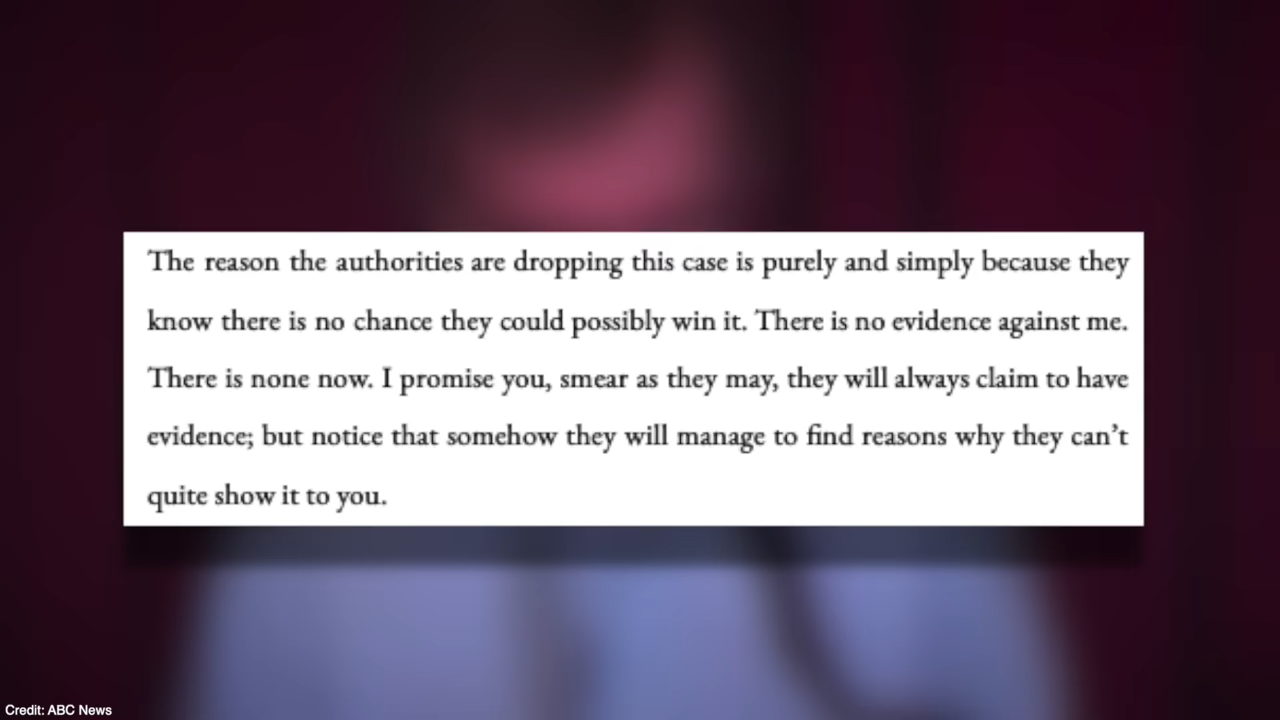 The reason the authorities are dropping this case is purely and simply because they
know there is no chance they could possibly win it. There is no evidence against me.
There is none now. I promise you, smear as they may, they will always claim to have
evidence; but notice that somehow they will manage to find reasons why they can’t
quite show it to you.
Credit: ABC News